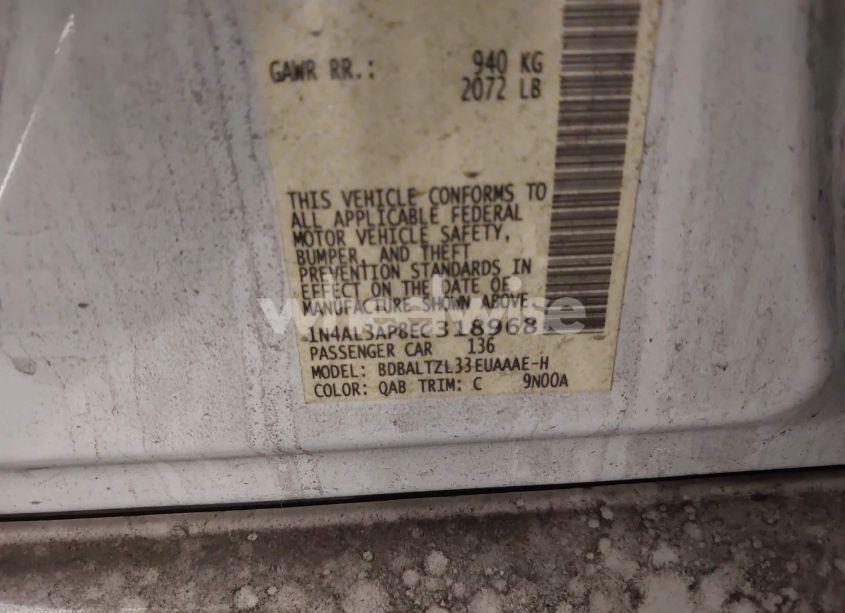 GAWR RR.: 940 KG
2072 LB
THIS VEHICLE CONFORMS TO
ALL APPLICABLE FEDERAL
MOTOR VEHICLE SAFETY,
BUMPER, AND THEFT
PREVENTION STANDARDS IN
EFFECT ON THE DATE OF
MANUFACTURE SHOWN ABOVE
1N4AL3AP8EC318968
PASSENGER CAR 136
MODEL: BDBALTZL33EUAAAE-H
COLOR: QAB TRIM: C 9N00A
wheelwise